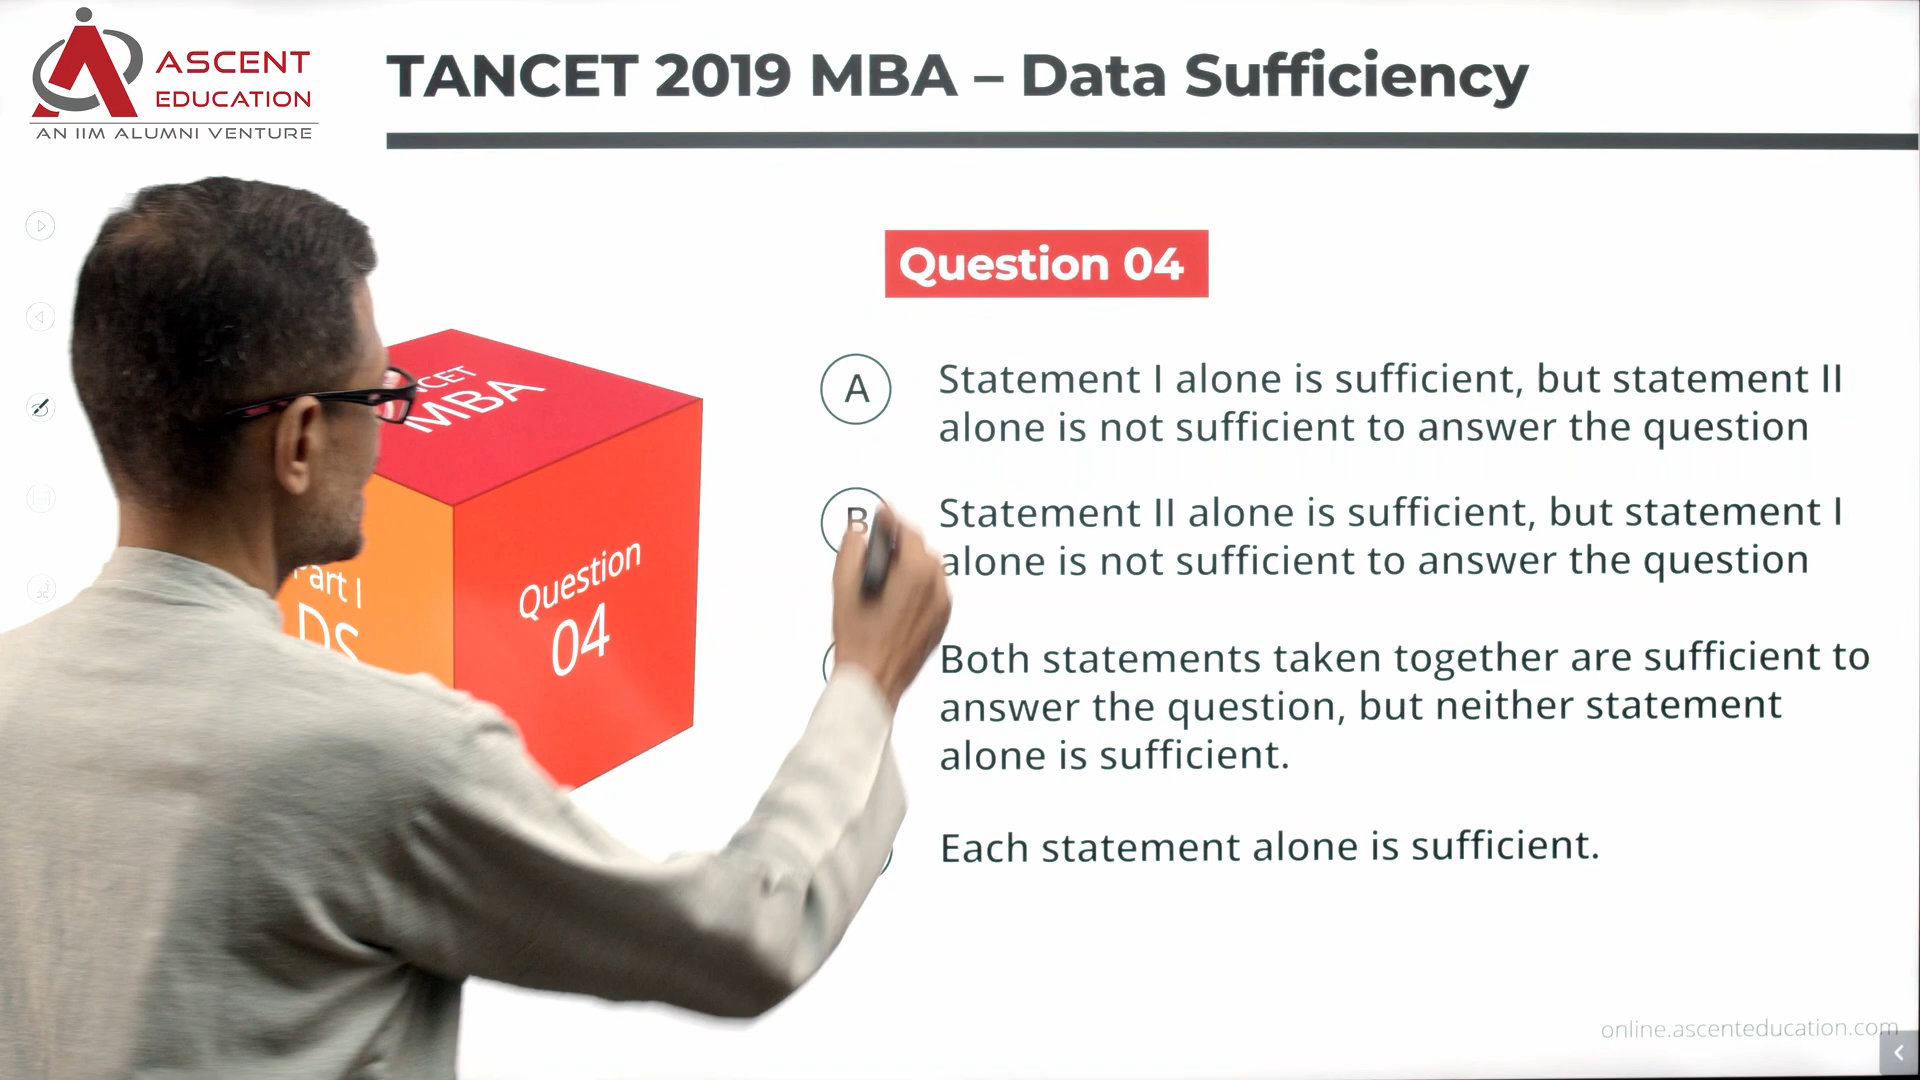 ASCENT
EDUCATION
AN IIM ALUMNI VENTURE
TANCET 2019 MBA – Data Sufficiency
Question 04
A
Statement I alone is sufficient, but statement II
alone is not sufficient to answer the question
B
Statement II alone is sufficient, but statement I
alone is not sufficient to answer the question
Both statements taken together are sufficient to
answer the question, but neither statement
alone is sufficient.
Each statement alone is sufficient.
MBA
I
DS
Question
04
online.ascenteducation.com